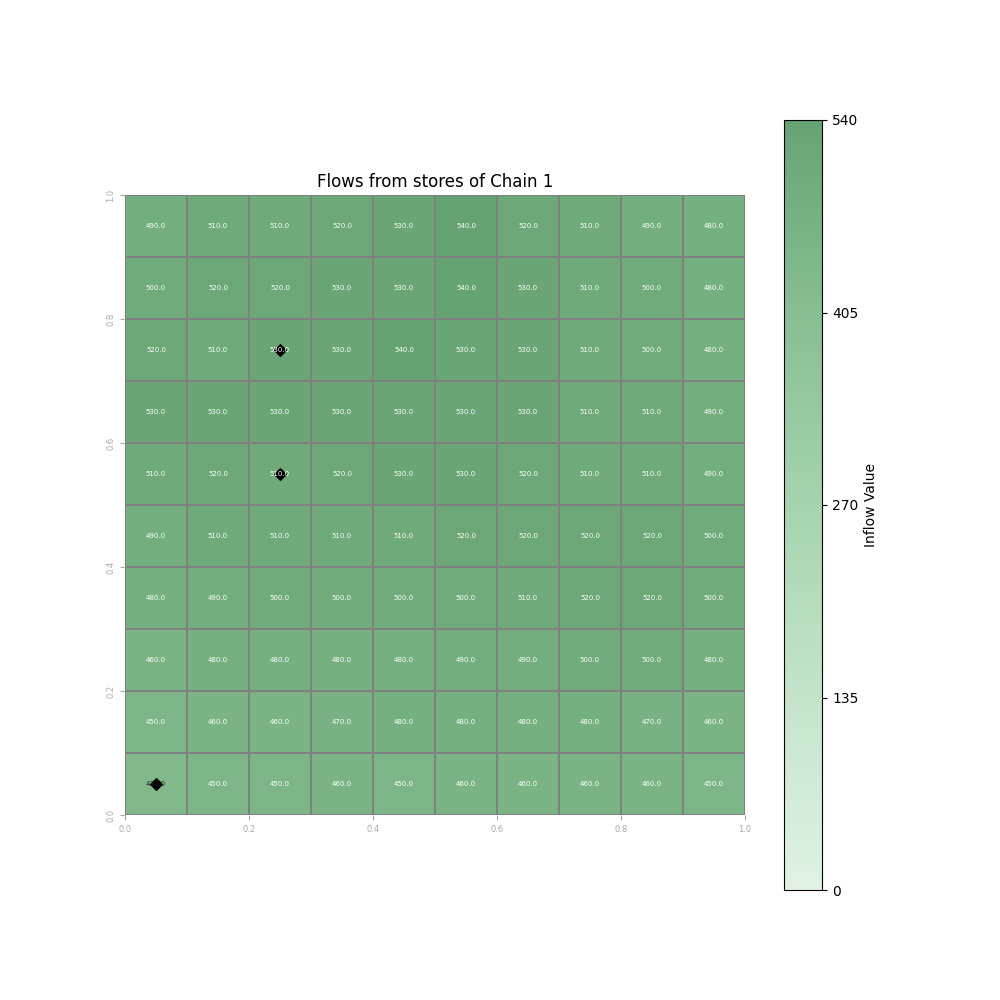 Flows from stores of Chain 1
1.0
490.0 510.0 510.0 520.0 530.0 540.0 520.0 510.0 490.0 480.0
500.0 520.0 520.0 530.0 530.0 540.0 530.0 510.0 500.0 480.0
0.8
520.0 510.0 530.0 530.0 540.0 530.0 530.0 510.0 500.0 480.0
530.0 530.0 530.0 530.0 530.0 530.0 530.0 510.0 510.0 490.0
0.6
510.0 520.0 510.0 520.0 530.0 530.0 520.0 510.0 510.0 490.0
490.0 510.0 510.0 510.0 510.0 520.0 520.0 520.0 520.0 500.0
0.4
480.0 490.0 500.0 500.0 500.0 500.0 510.0 520.0 520.0 500.0
460.0 480.0 480.0 480.0 480.0 490.0 490.0 500.0 500.0 480.0
0.2
450.0 460.0 460.0 470.0 480.0 480.0 480.0 480.0 470.0 460.0
450.0 450.0 460.0 450.0 460.0 460.0 460.0 460.0 450.0
0.0
0.0 0.2 0.4 0.6 0.8 1.0
540
405
270
135
0
Inflow Value